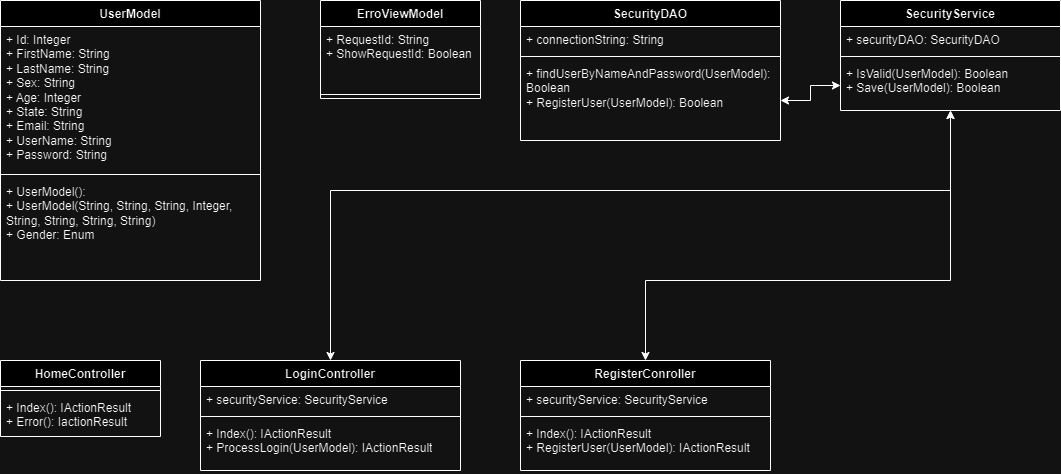 UserModel
+ Id: Integer
+ FirstName: String
+ LastName: String
+ Sex: String
+ Age: Integer
+ State: String
+ Email: String
+ UserName: String
+ Password: String
+ UserModel():
+ UserModel(String, String, String, Integer,
String, String, String, String)
+ Gender: Enum
ErroViewModel
+ RequestId: String
+ ShowRequestId: Boolean
SecurityDAO
+ connectionString: String
+ findUserByNameAndPassword(UserModel):
Boolean
+ RegisterUser(UserModel): Boolean
SecurityService
+ securityDAO: SecurityDAO
+ IsValid(UserModel): Boolean
+ Save(UserModel): Boolean
HomeController
+ Index(): IActionResult
+ Error(): IactionResult
LoginController
+ securityService: SecurityService
+ Index(): IActionResult
+ ProcessLogin(UserModel): IActionResult
RegisterConroller
+ securityService: SecurityService
+ Index(): IActionResult
+ RegisterUser(UserModel): IActionResult